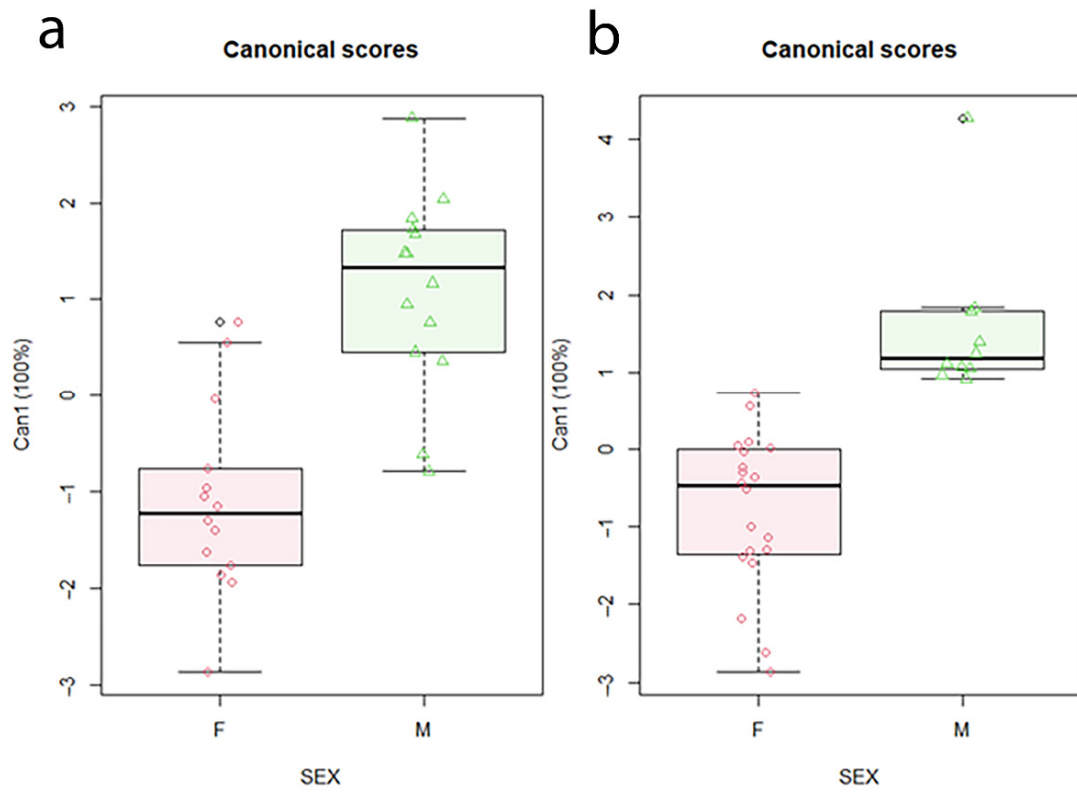 a
Canonical scores
Can1 (100%)
3
2
1
0
−1
−2
−3
F
M
SEX
b
Canonical scores
Can1 (100%)
4
3
2
1
0
−1
−2
−3
F
M
SEX